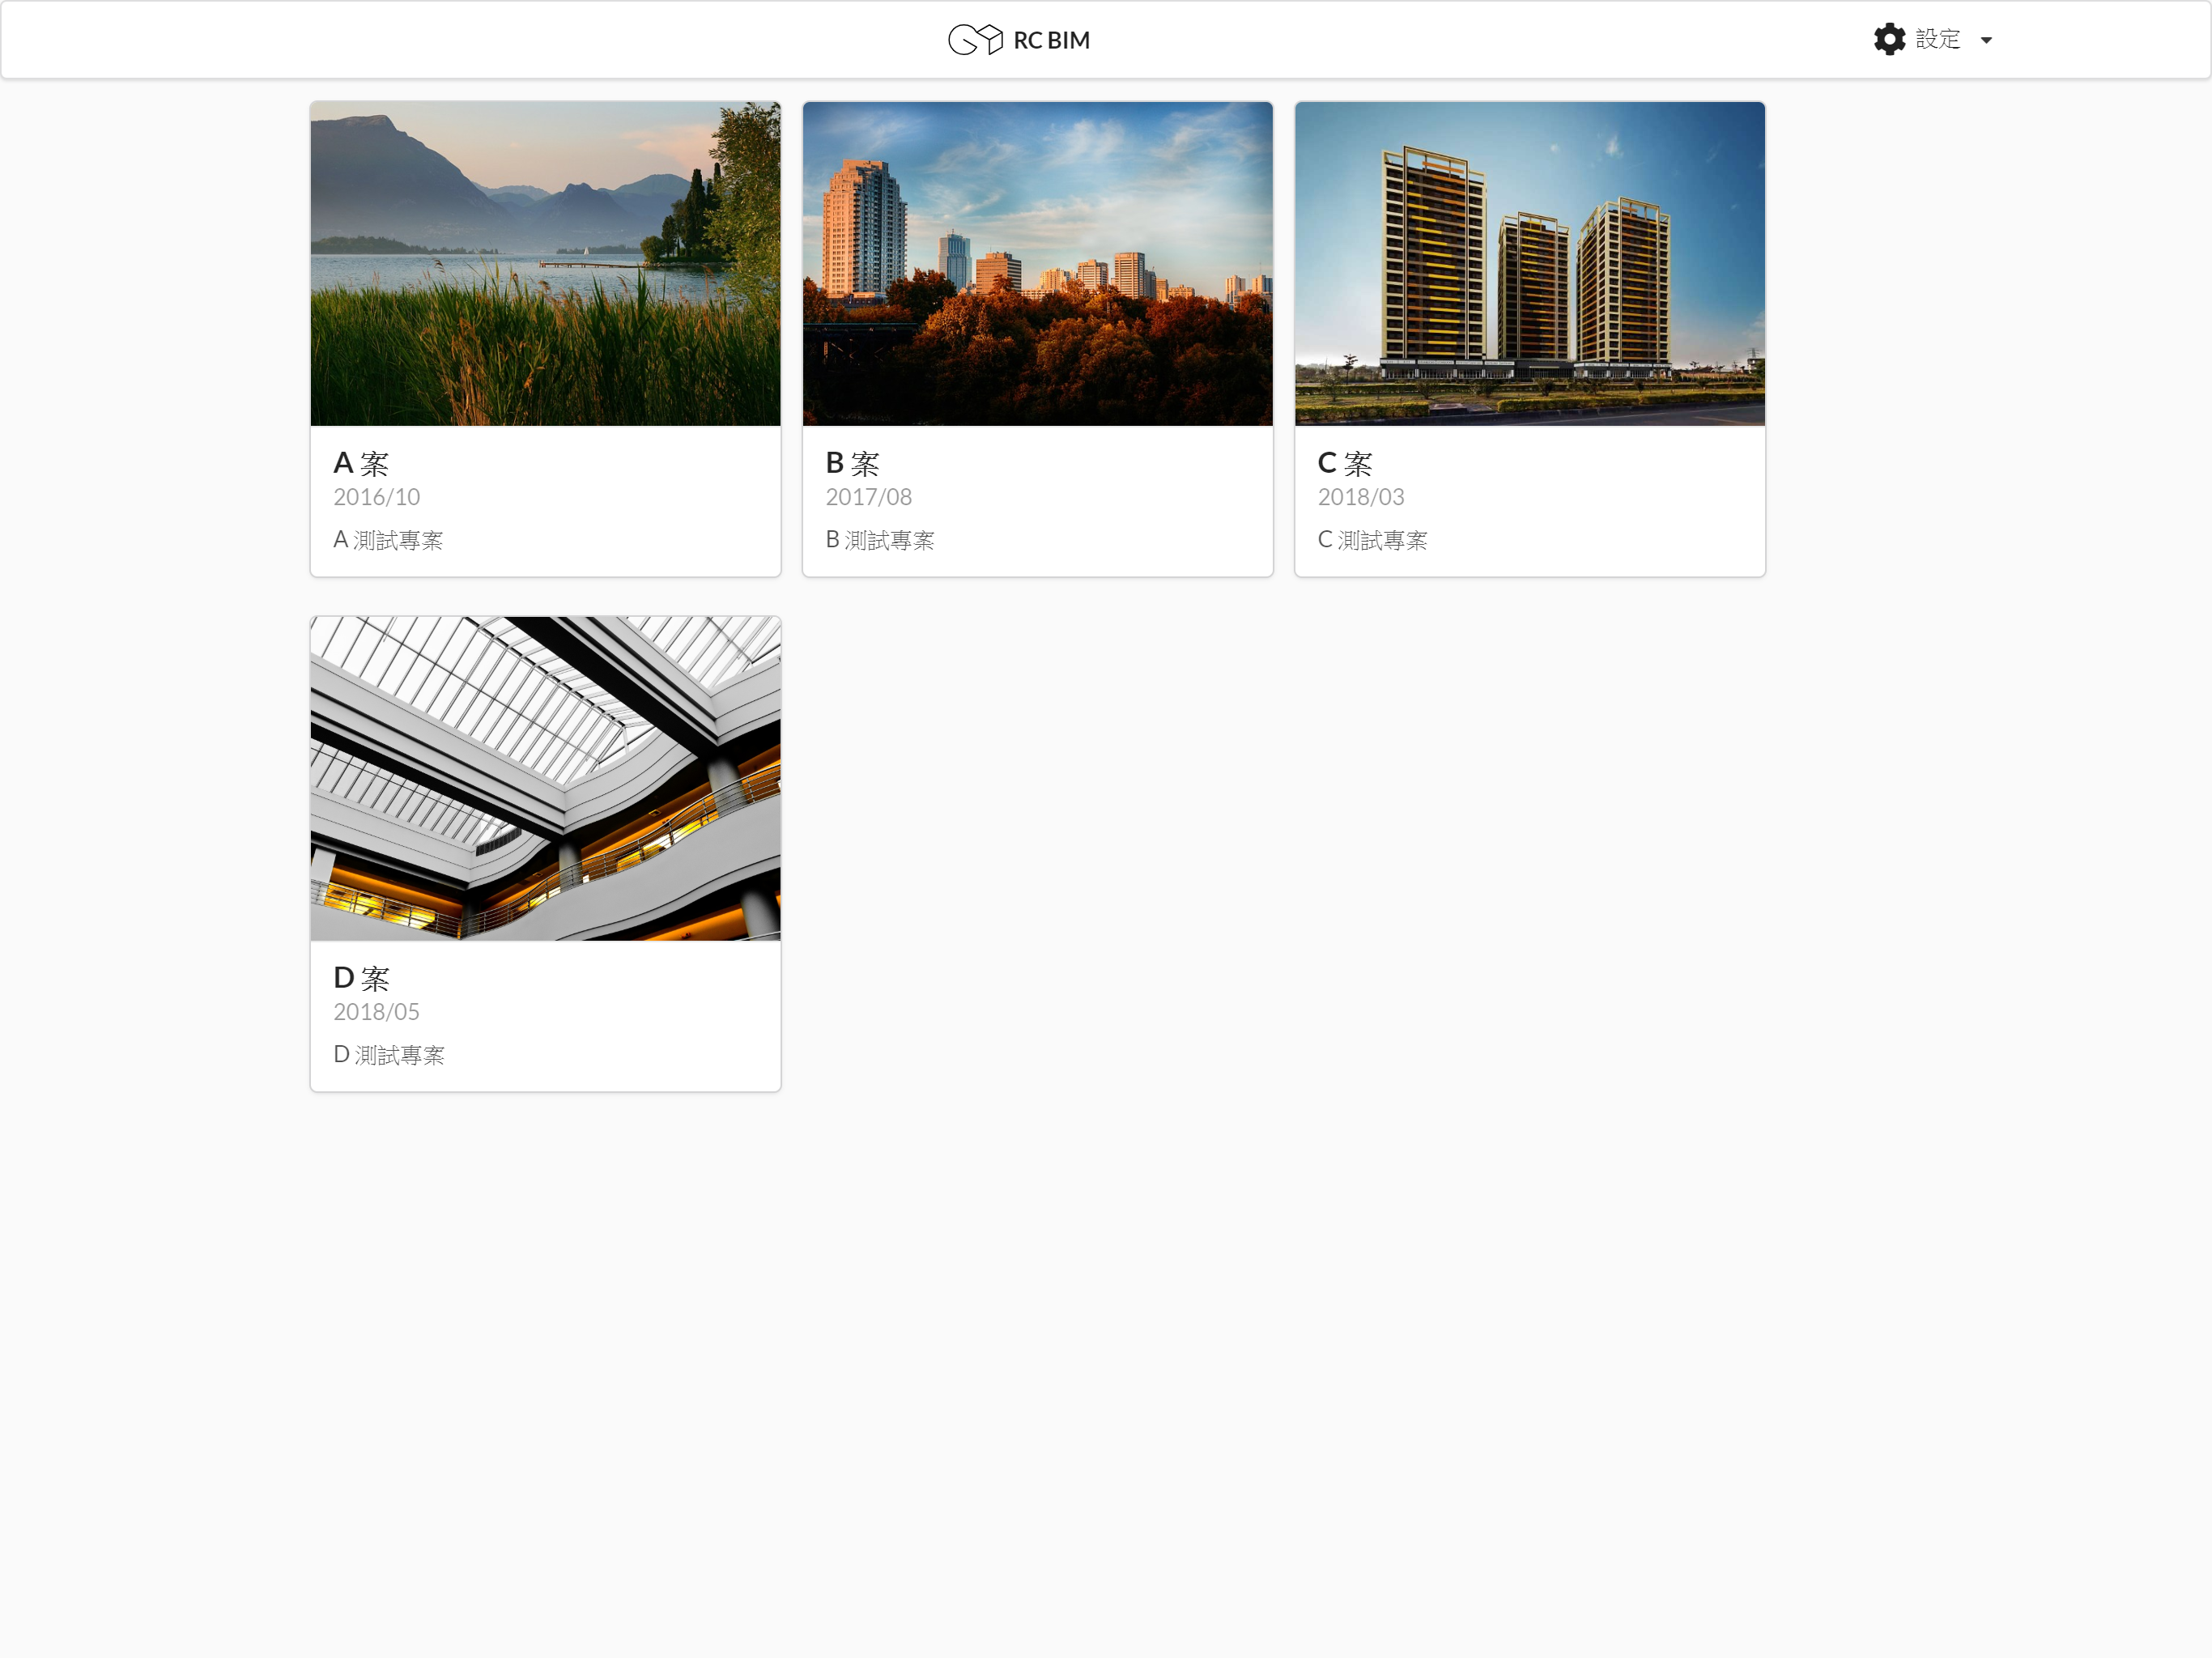 RC BIM
設定
A 案
2016/10
A 測試專案
B 案
2017/08
B 測試專案
C 案
2018/03
C 測試專案
D 案
2018/05
D 測試專案